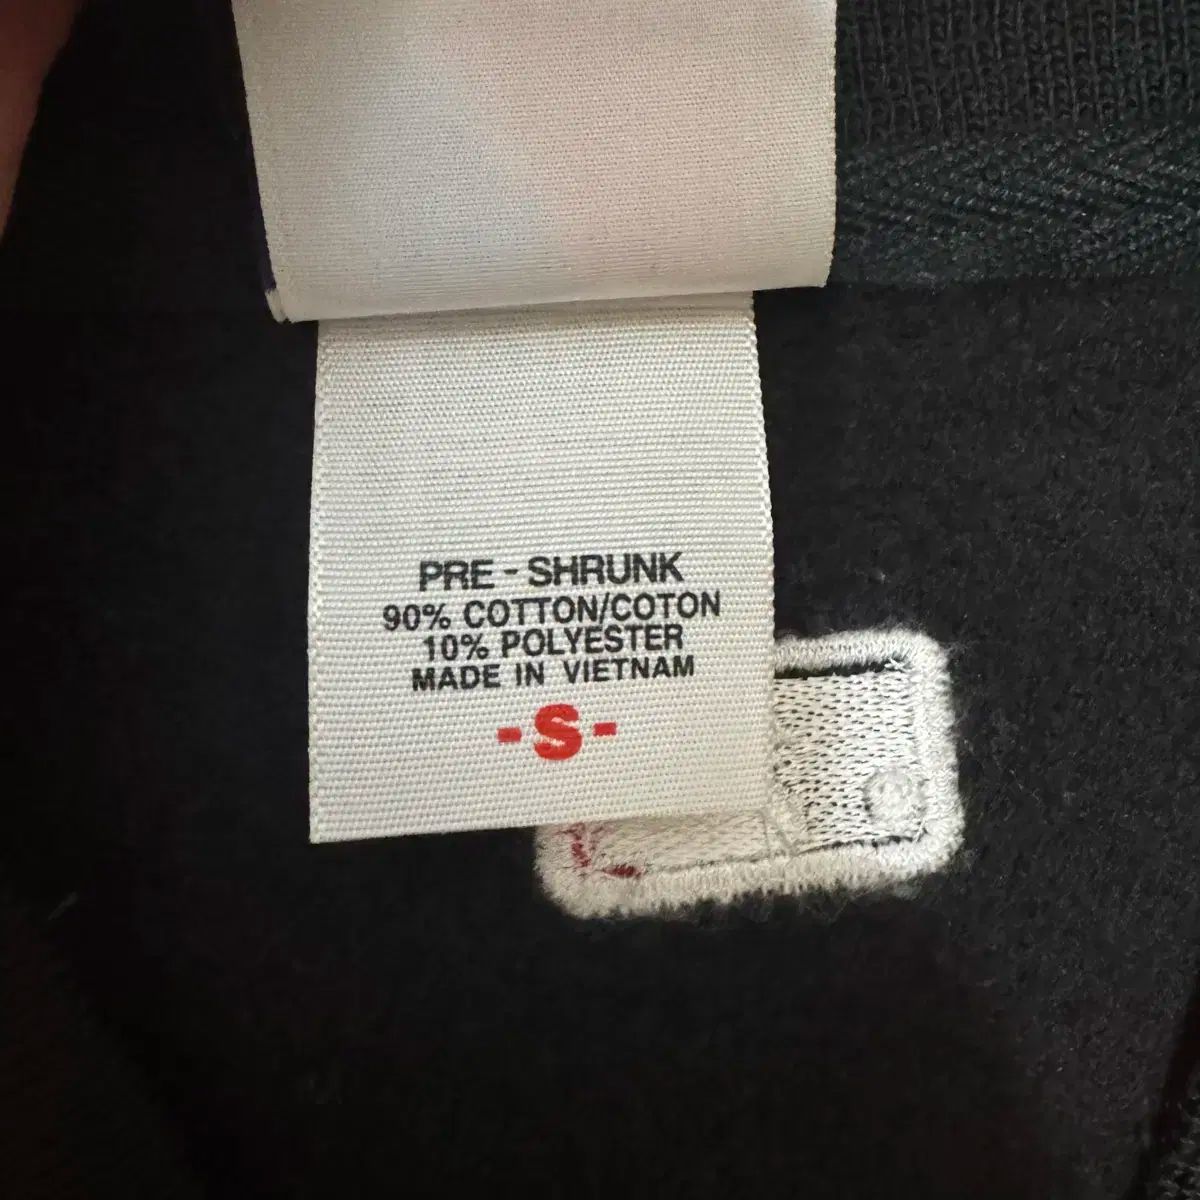 PRE - SHRUNK
90% COTTON/COTON
10% POLYESTER
MADE IN VIETNAM
-S-